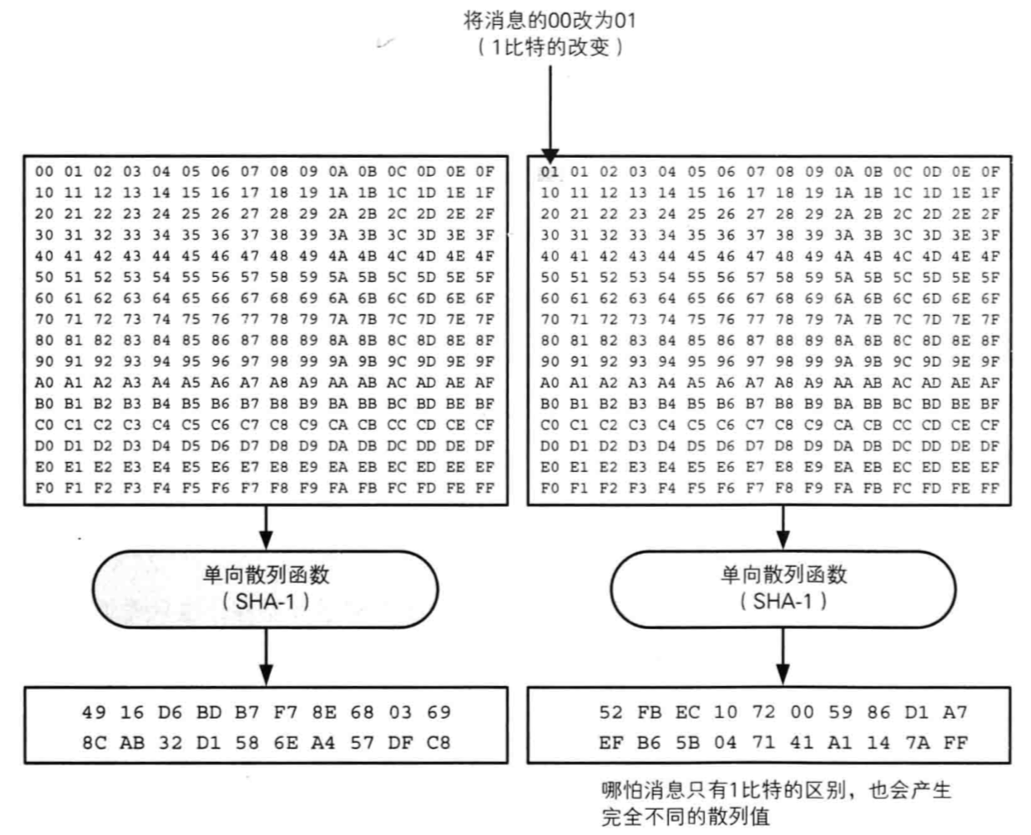 将消息的00改为01
(1比特的改变)
00 01 02 03 04 05 06 07 08 09 0A 0B 0C 0D 0E 0F
10 11 12 13 14 15 16 17 18 19 1A 1B 1C 1D 1E 1F
20 21 22 23 24 25 26 27 28 29 2A 2B 2C 2D 2E 2F
30 31 32 33 34 35 36 37 38 39 3A 3B 3C 3D 3E 3F
40 41 42 43 44 45 46 47 48 49 4A 4B 4C 4D 4E 4F
50 51 52 53 54 55 56 57 58 59 5A 5B 5C 5D 5E 5F
60 61 62 63 64 65 66 67 68 69 6A 6B 6C 6D 6E 6F
70 71 72 73 74 75 76 77 78 79 7A 7B 7C 7D 7E 7F
80 81 82 83 84 85 86 87 88 89 8A 8B 8C 8D 8E 8F
90 91 92 93 94 95 96 97 98 99 9A 9B 9C 9D 9E 9F
A0 A1 A2 A3 A4 A5 A6 A7 A8 A9 AA AB AC AD AE AF
B0 B1 B2 B3 B4 B5 B6 B7 B8 B9 BA BB BC BD BE BF
C0 C1 C2 C3 C4 C5 C6 C7 C8 C9 CA CB CC CD CE CF
D0 D1 D2 D3 D4 D5 D6 D7 D8 D9 DA DB DC DD DE DF
E0 E1 E2 E3 E4 E5 E6 E7 E8 E9 EA EB EC ED EE EF
F0 F1 F2 F3 F4 F5 F6 F7 F8 F9 FA FB FC FD FE FF
单向散列函数
(SHA-1)
49 16 D6 BD B7 F7 8E 68 03 69
8C AB 32 D1 58 6E A4 57 DF C8
01 01 02 03 04 05 06 07 08 09 0A 0B 0C 0D 0E 0F
10 11 12 13 14 15 16 17 18 19 1A 1B 1C 1D 1E 1F
20 21 22 23 24 25 26 27 28 29 2A 2B 2C 2D 2E 2F
30 31 32 33 34 35 36 37 38 39 3A 3B 3C 3D 3E 3F
40 41 42 43 44 45 46 47 48 49 4A 4B 4C 4D 4E 4F
50 51 52 53 54 55 56 57 58 59 5A 5B 5C 5D 5E 5F
60 61 62 63 64 65 66 67 68 69 6A 6B 6C 6D 6E 6F
70 71 72 73 74 75 76 77 78 79 7A 7B 7C 7D 7E 7F
80 81 82 83 84 85 86 87 88 89 8A 8B 8C 8D 8E 8F
90 91 92 93 94 95 96 97 98 99 9A 9B 9C 9D 9E 9F
A0 A1 A2 A3 A4 A5 A6 A7 A8 A9 AA AB AC AD AE AF
B0 B1 B2 B3 B4 B5 B6 B7 B8 B9 BA BB BC BD BE BF
C0 C1 C2 C3 C4 C5 C6 C7 C8 C9 CA CB CC CD CE CF
D0 D1 D2 D3 D4 D5 D6 D7 D8 D9 DA DB DC DD DE DF
E0 E1 E2 E3 E4 E5 E6 E7 E8 E9 EA EB EC ED EE EF
F0 F1 F2 F3 F4 F5 F6 F7 F8 F9 FA FB FC FD FE FF
单向散列函数
(SHA-1)
52 FB EC 10 72 00 59 86 D1 A7
EF B6 5B 04 71 41 A1 14 7A FF
哪怕消息只有1比特的区别，也会产生
完全不同的散列值